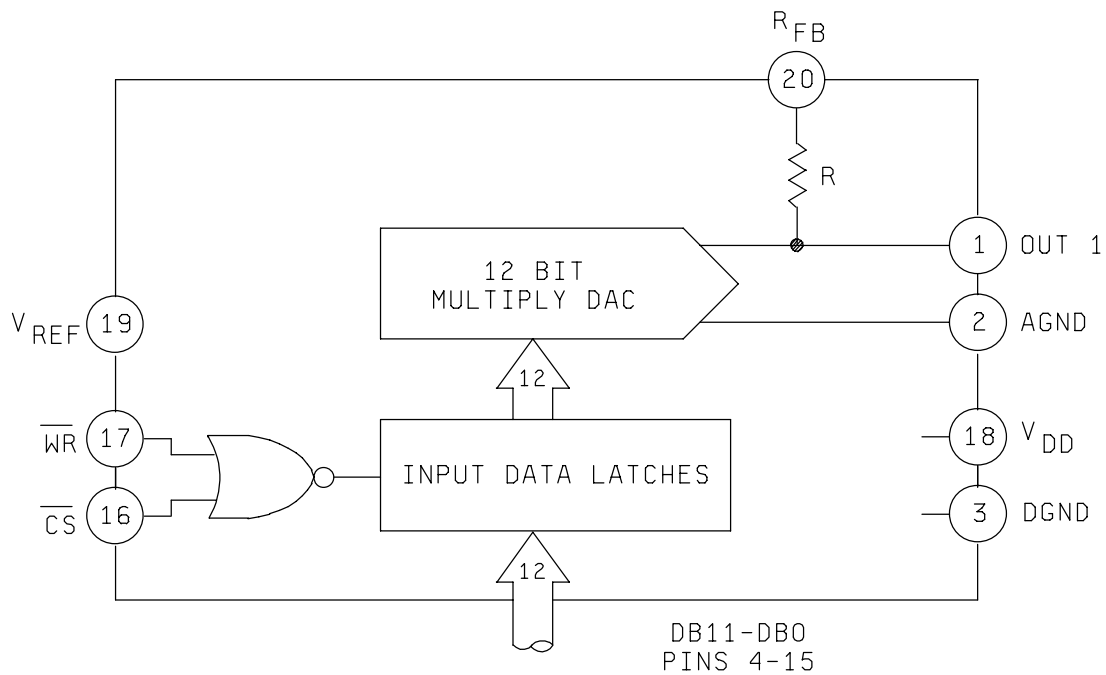 R FB
20
R
1 OUT 1
12 BIT
MULTIPLY DAC
V REF 19
2 AGND
12
WR 17
18 V DD
INPUT DATA LATCHES
CS 16
3 DGND
12
DB11-DB0
PINS 4-15